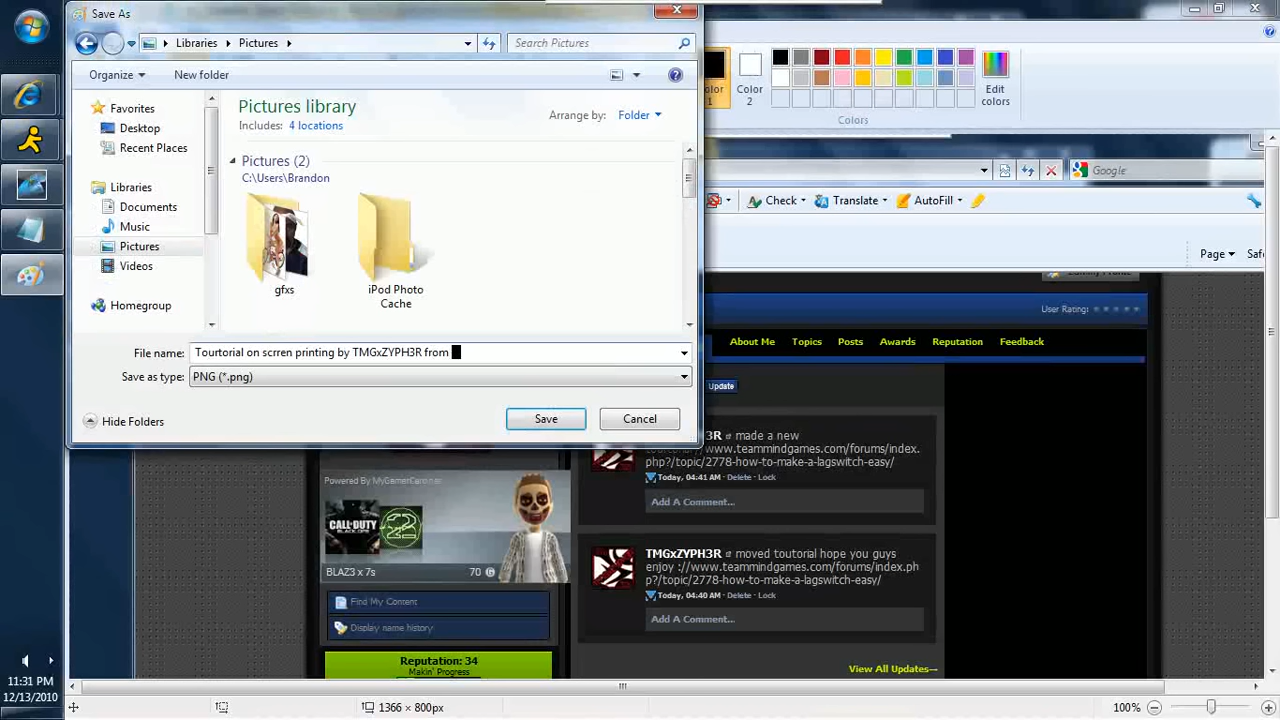 Save As
Libraries
Pictures
Search Pictures
Organize
New folder
Favorites
Desktop
Recent Places
Libraries
Documents
Music
Pictures
Videos
Homegroup
Pictures library
Includes: 4 locations
Arrange by: Folder
Pictures (2)
C:\Users\Brandon
gfxs
iPod Photo
Cache
File name: Tourtorial on scrren printing by TMGxZYPH3R from
Save as type: PNG (*.png)
Hide Folders
Save
Cancel
Color
2
Edit
colors
Colors
Google
Check
Translate
AutoFill
Page
User Rating:
About Me
Topics
Posts
Awards
Reputation
Feedback
Update
3R made a new
//www.teammindgames.com/forums/index.
php?/topic/2778-how-to-make-a-lagswitch-easy/
Today, 04:41 AM · Delete · Lock
Add A Comment...
TMGxZYPH3R moved toutorial hope you guys
enjoy ://www.teammindgames.com/forums/index.ph
p?/topic/2778-how-to-make-a-lagswitch-easy/
Today, 04:40 AM · Delete · Lock
Add A Comment...
View All Updates
Powered By MyGamerCard.net
CALL·DUTY
BLACK OPS
BLAZ3 x 7s
70 G
Find My Content
Display name history
Reputation: 34
Makin' Progress
11:31 PM
12/13/2010
1366 × 800px
100%